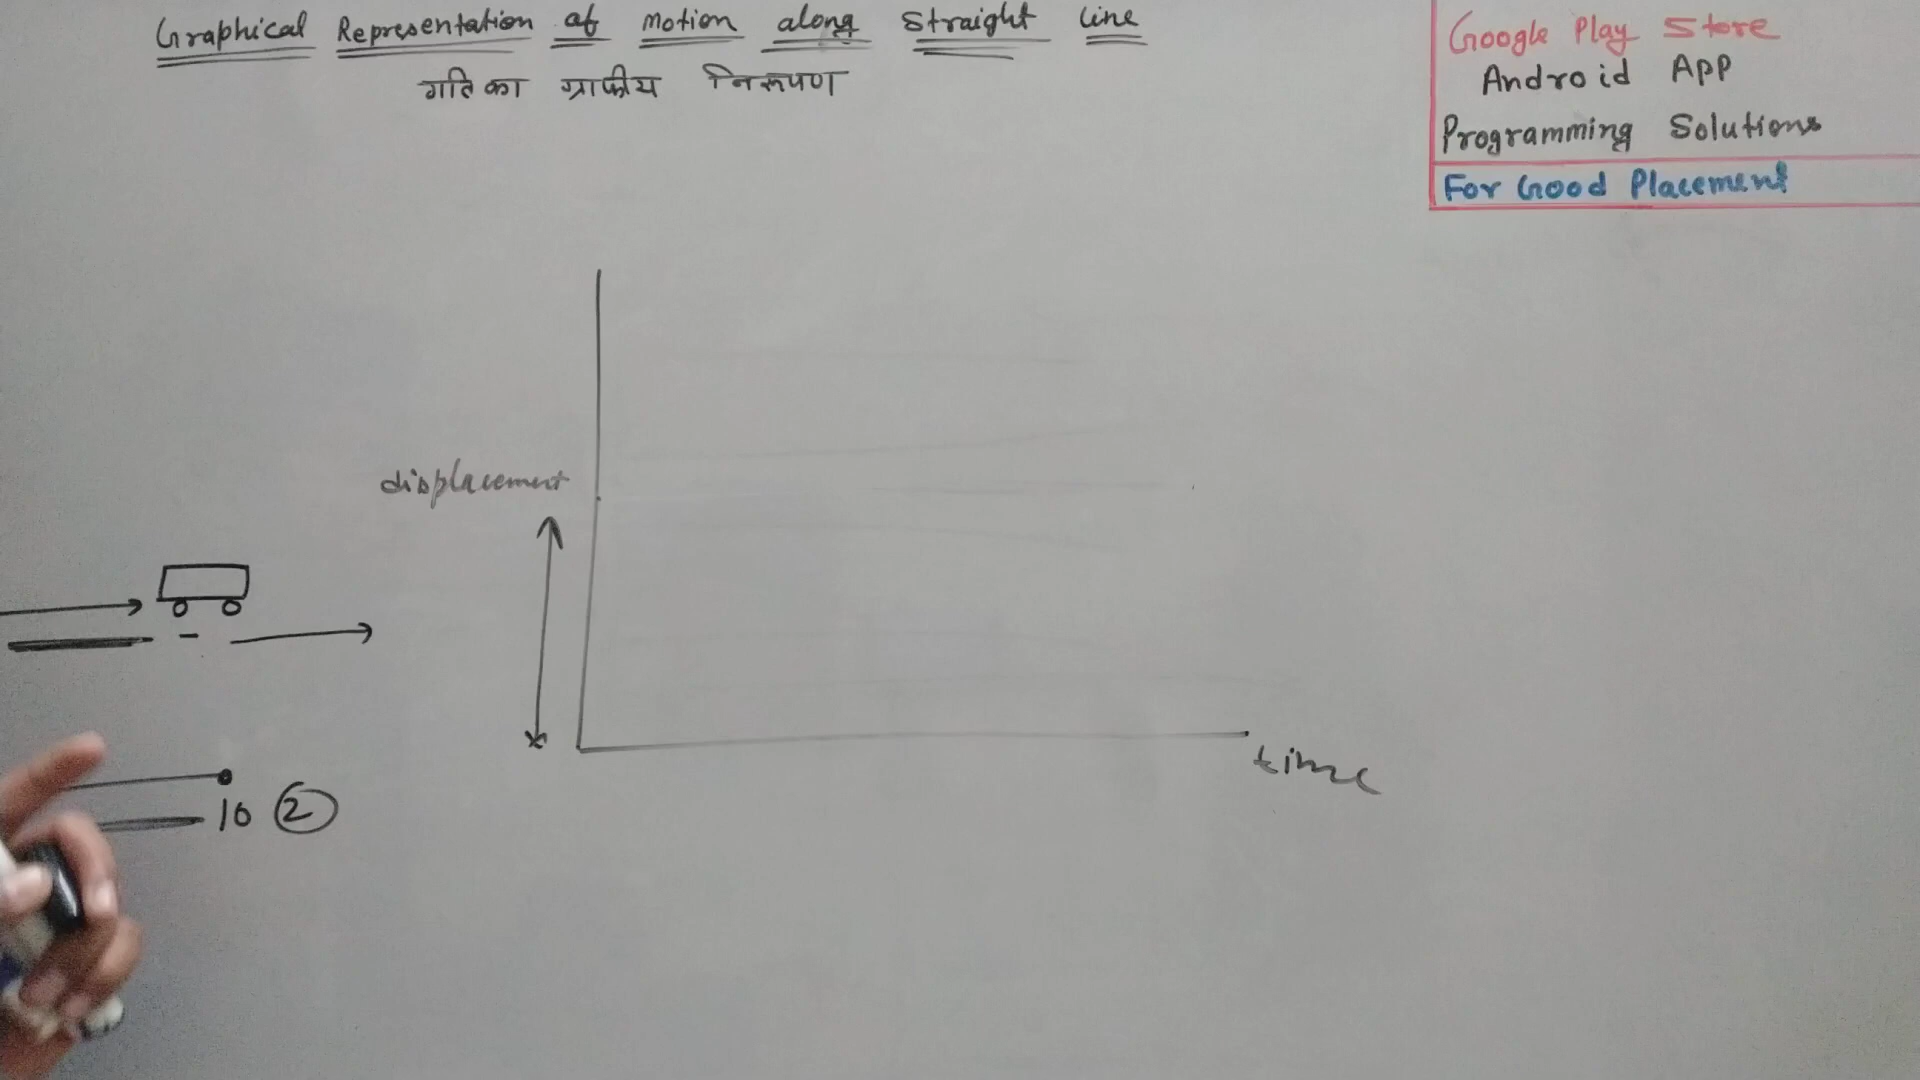 Graphical Representation of motion along Straight line
गति का ग्राफीय निरूपण
Google Play Store
Android APP
Programming Solutions
For Good Placement
displacement
time
10 2